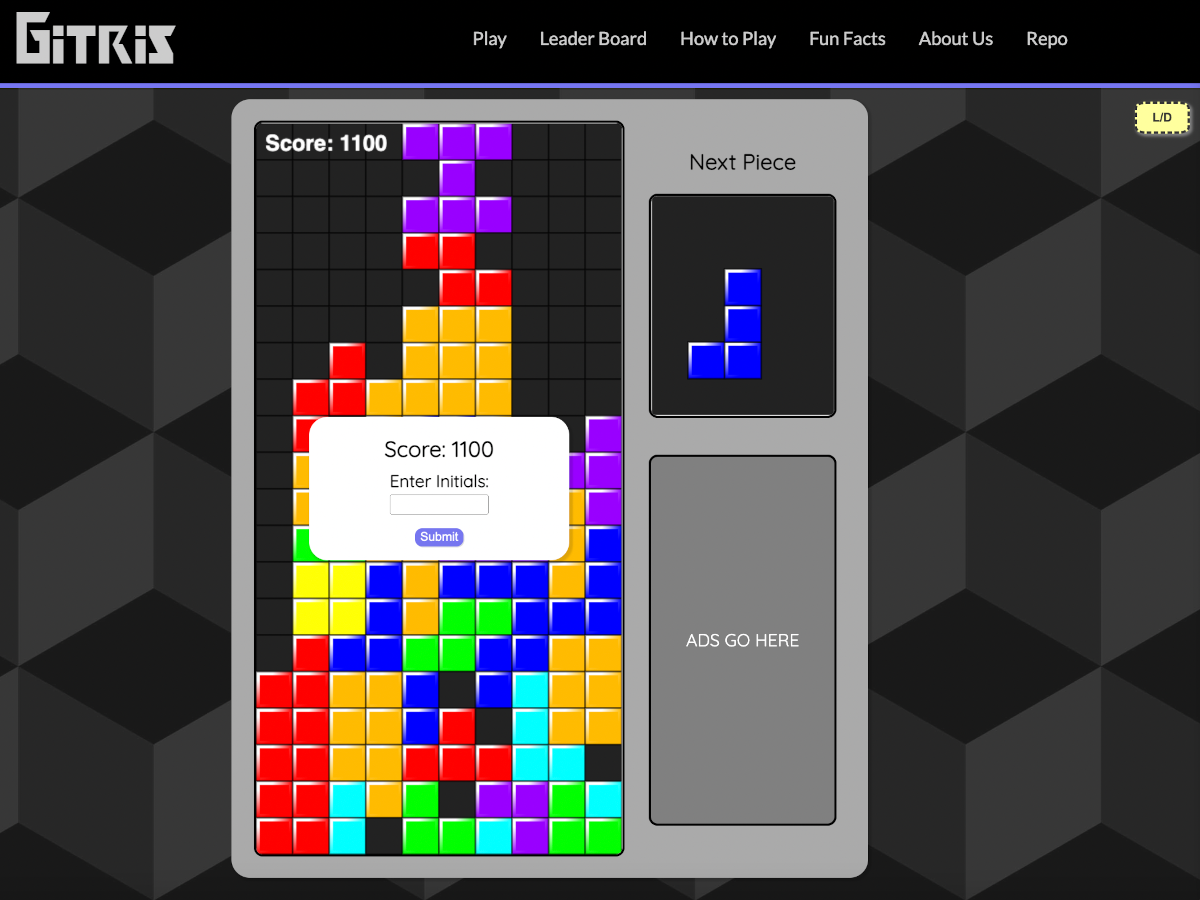 GiTRiS
Play
Leader Board
How to Play
Fun Facts
About Us
Repo
L/D
Score: 1100
Next Piece
Score: 1100
Enter Initials:
Submit
ADS GO HERE